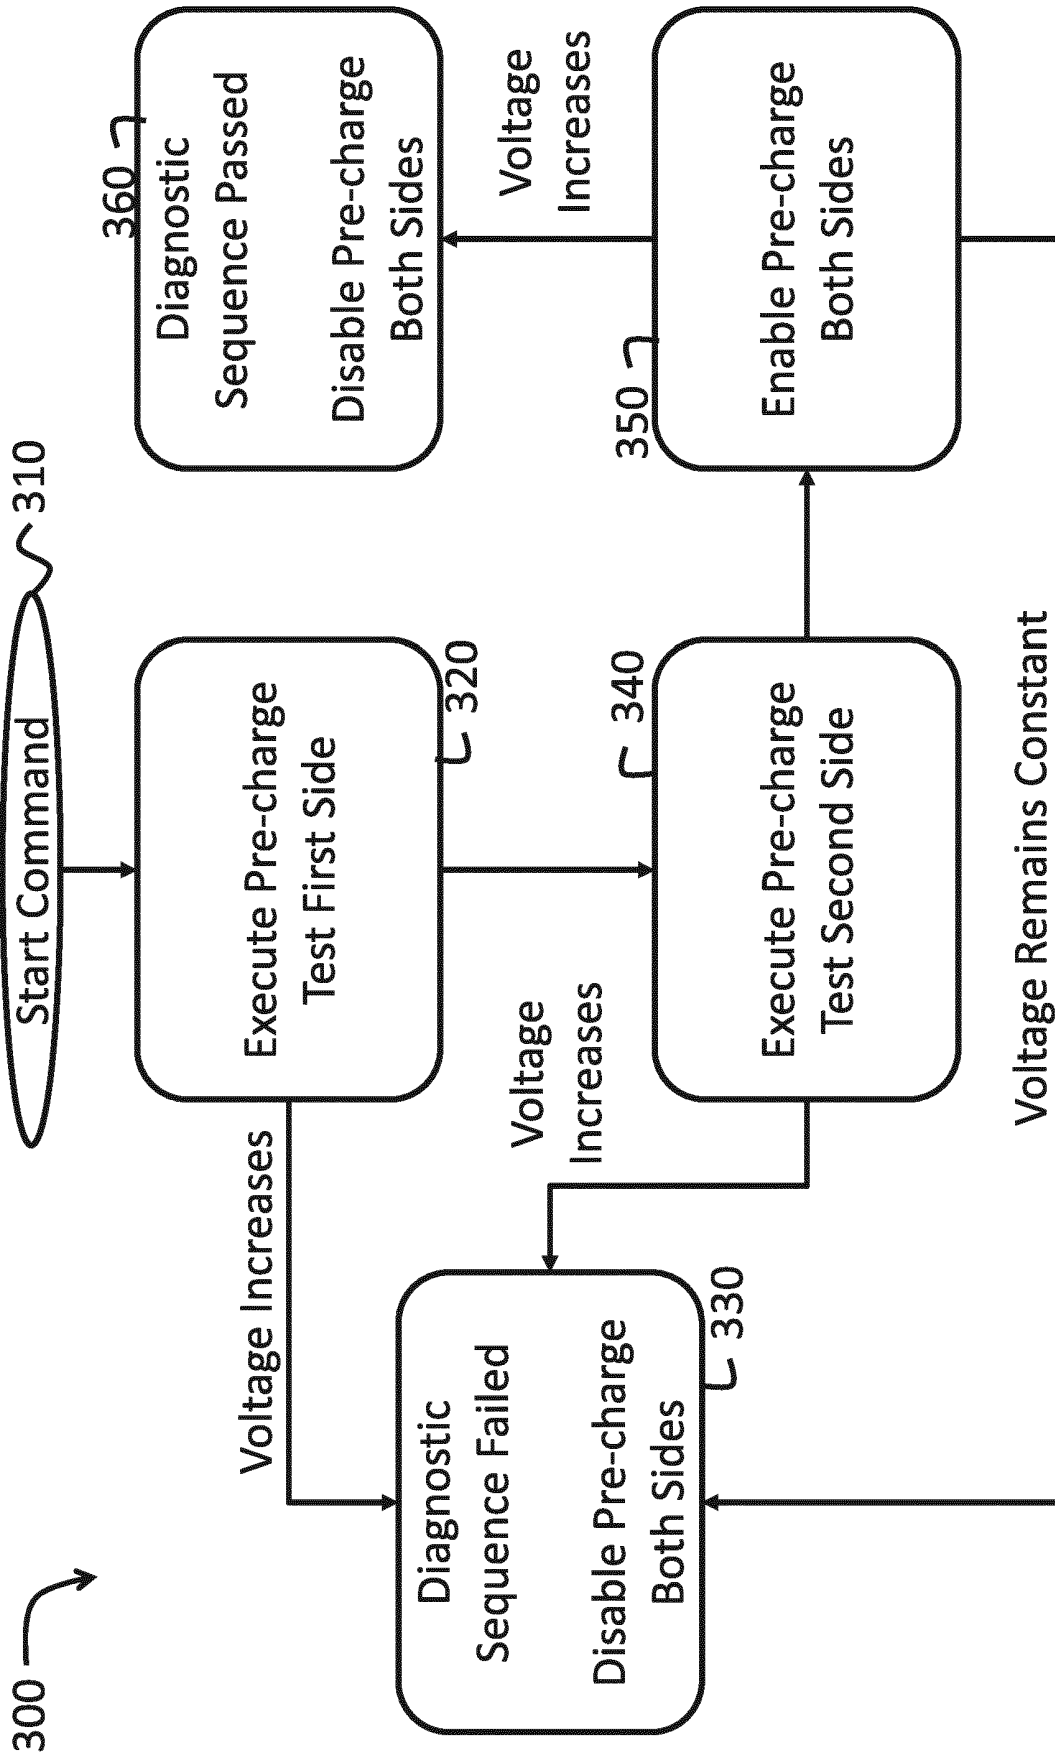 300
Start Command
310
Voltage Increases
Execute Pre-charge
Test First Side
320
360
Diagnostic
Sequence Passed
Disable Pre-charge
Both Sides
Diagnostic
Sequence Failed
Disable Pre-charge
Both Sides
330
Voltage
Increases
Voltage
Increases
340
Execute Pre-charge
Test Second Side
350
Enable Pre-charge
Both Sides
Voltage Remains Constant